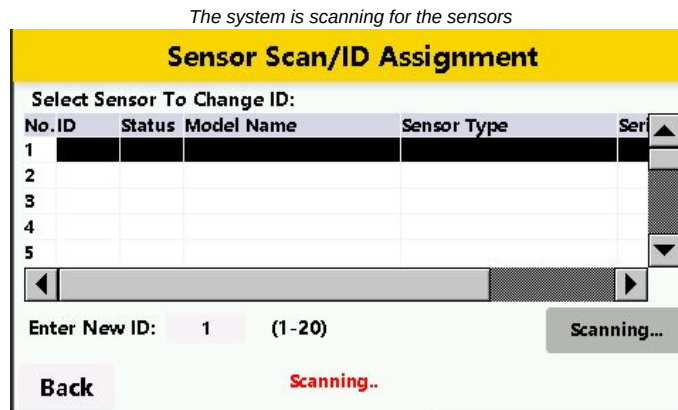 The system is scanning for the sensors
Sensor Scan/ID Assignment
Select Sensor To Change ID:
No. ID Status Model Name Sensor Type Seri
1
2
3
4
5
Enter New ID: 1 (1-20) Scanning...
Back Scanning..